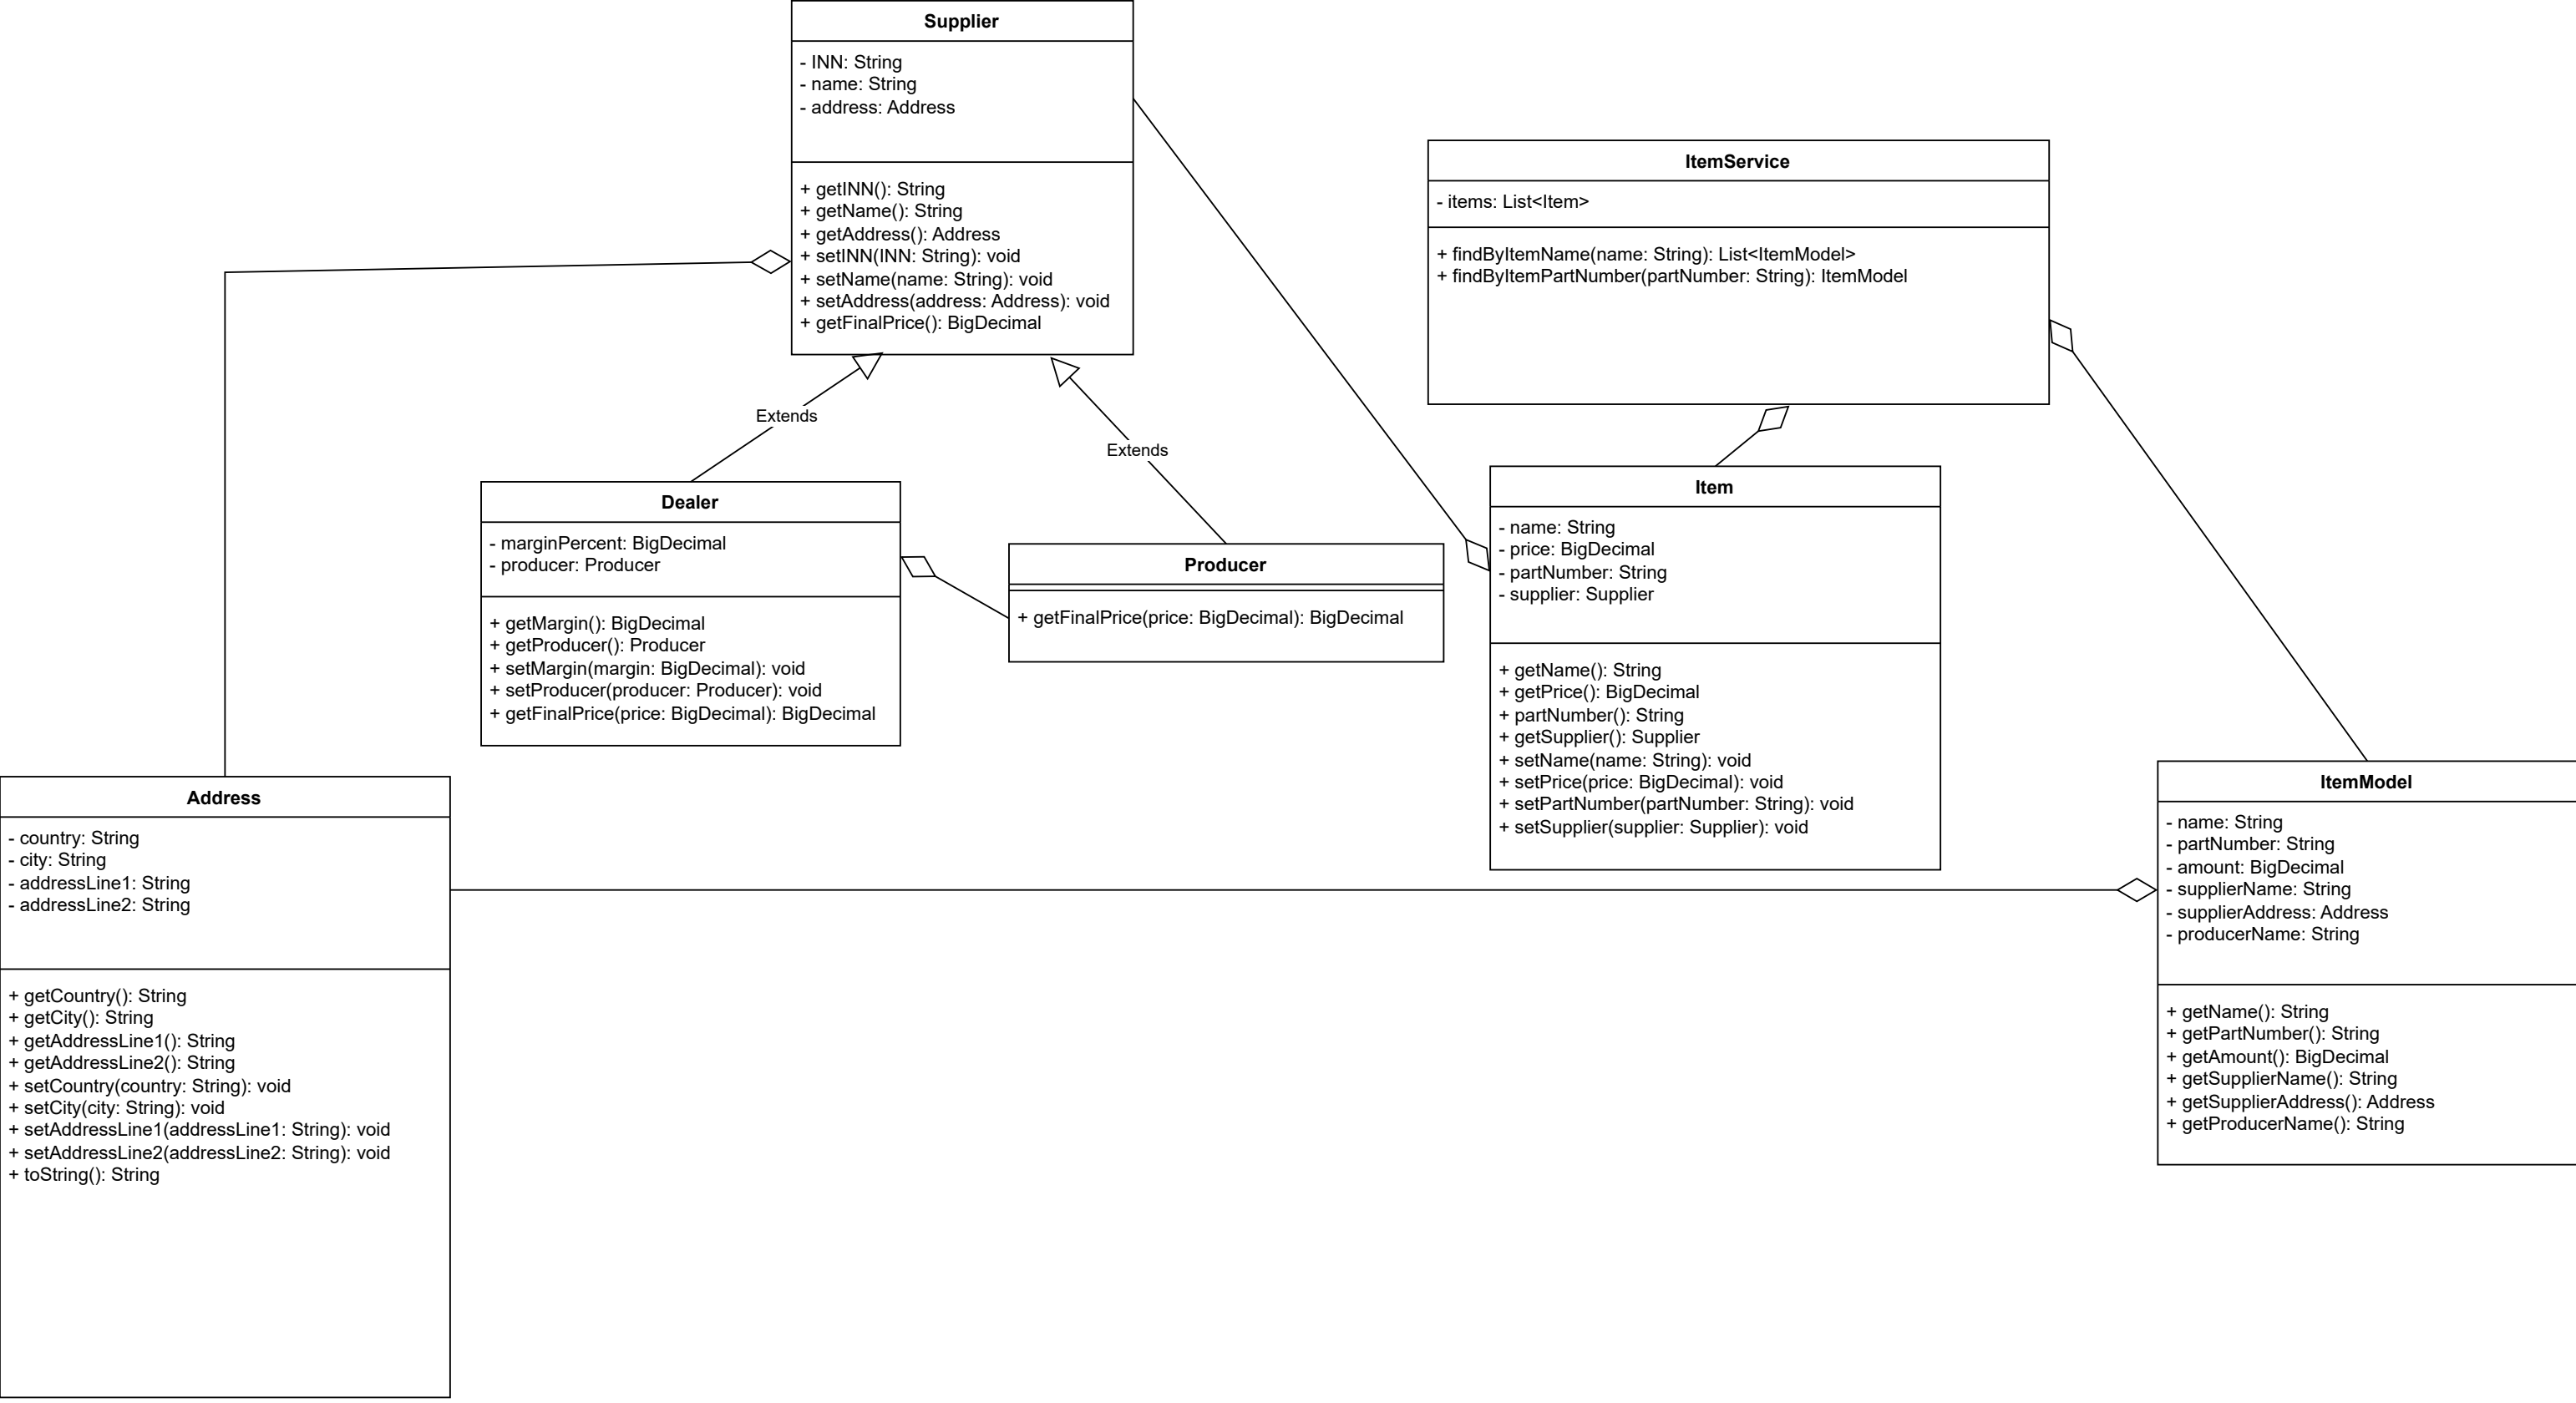 Supplier
- INN: String
- name: String
- address: Address
+ getINN(): String
+ getName(): String
+ getAddress(): Address
+ setINN(INN: String): void
+ setName(name: String): void
+ setAddress(address: Address): void
+ getFinalPrice(): BigDecimal
ItemService
- items: List<Item>
+ findByItemName(name: String): List<ItemModel>
+ findByItemPartNumber(partNumber: String): ItemModel
Extends
Extends
Dealer
- marginPercent: BigDecimal
- producer: Producer
+ getMargin(): BigDecimal
+ getProducer(): Producer
+ setMargin(margin: BigDecimal): void
+ setProducer(producer: Producer): void
+ getFinalPrice(price: BigDecimal): BigDecimal
Producer
+ getFinalPrice(price: BigDecimal): BigDecimal
Item
- name: String
- price: BigDecimal
- partNumber: String
- supplier: Supplier
+ getName(): String
+ getPrice(): BigDecimal
+ partNumber(): String
+ getSupplier(): Supplier
+ setName(name: String): void
+ setPrice(price: BigDecimal): void
+ setPartNumber(partNumber: String): void
+ setSupplier(supplier: Supplier): void
Address
- country: String
- city: String
- addressLine1: String
- addressLine2: String
+ getCountry(): String
+ getCity(): String
+ getAddressLine1(): String
+ getAddressLine2(): String
+ setCountry(country: String): void
+ setCity(city: String): void
+ setAddressLine1(addressLine1: String): void
+ setAddressLine2(addressLine2: String): void
+ toString(): String
ItemModel
- name: String
- partNumber: String
- amount: BigDecimal
- supplierName: String
- supplierAddress: Address
- producerName: String
+ getName(): String
+ getPartNumber(): String
+ getAmount(): BigDecimal
+ getSupplierName(): String
+ getSupplierAddress(): Address
+ getProducerName(): String